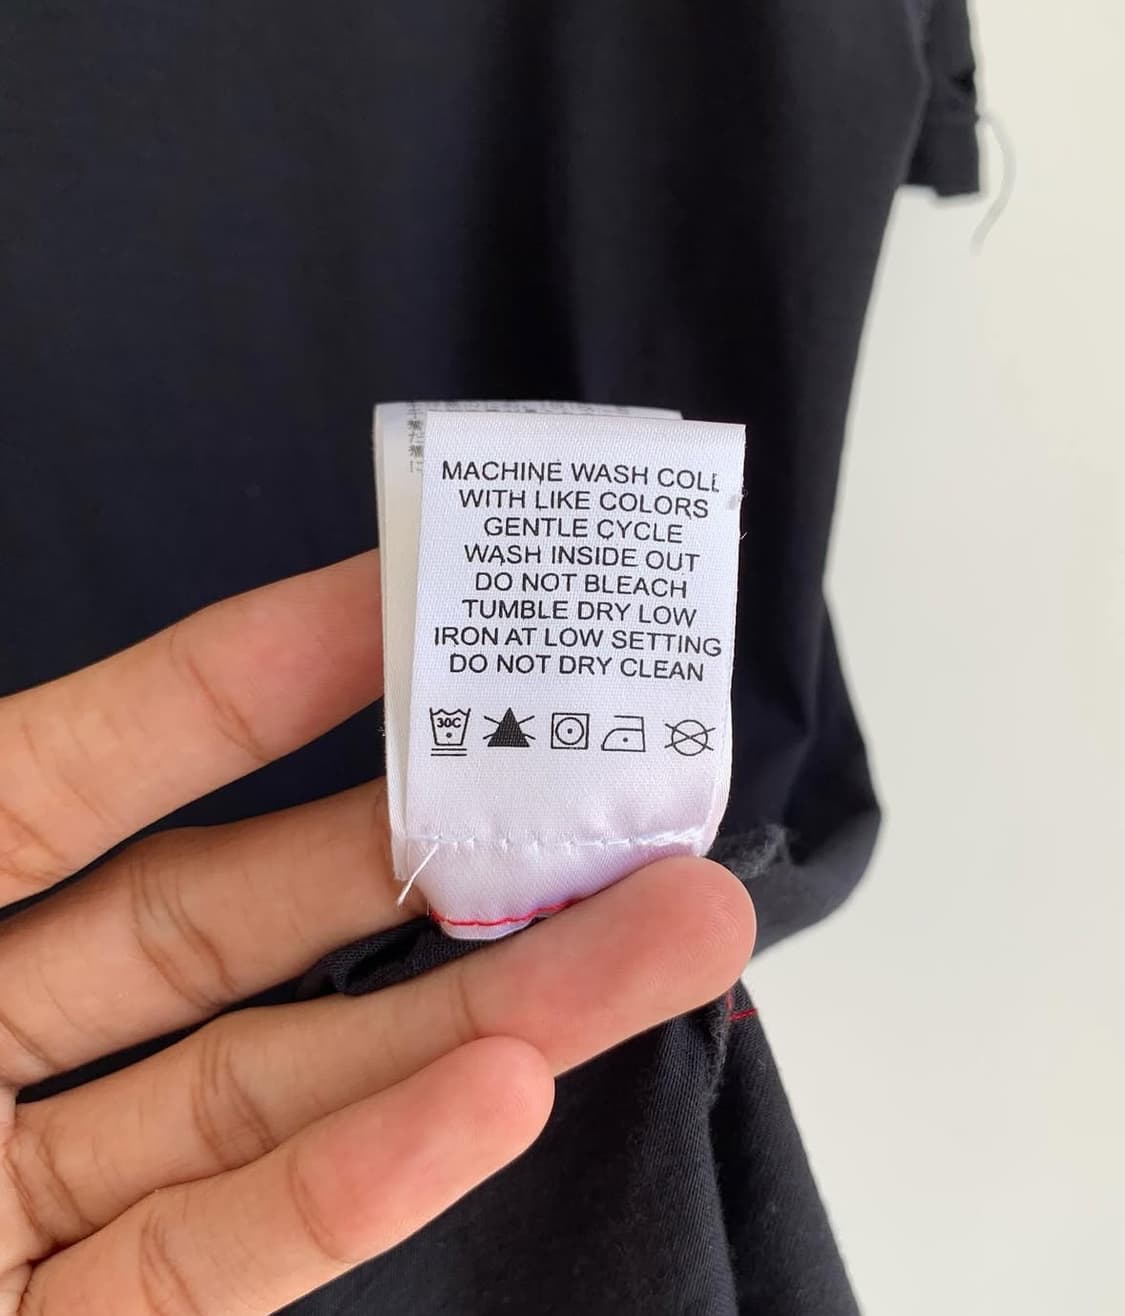 MACHINE WASH COLD
WITH LIKE COLORS
GENTLE CYCLE
WASH INSIDE OUT
DO NOT BLEACH
TUMBLE DRY LOW
IRON AT LOW SETTING
DO NOT DRY CLEAN
30C